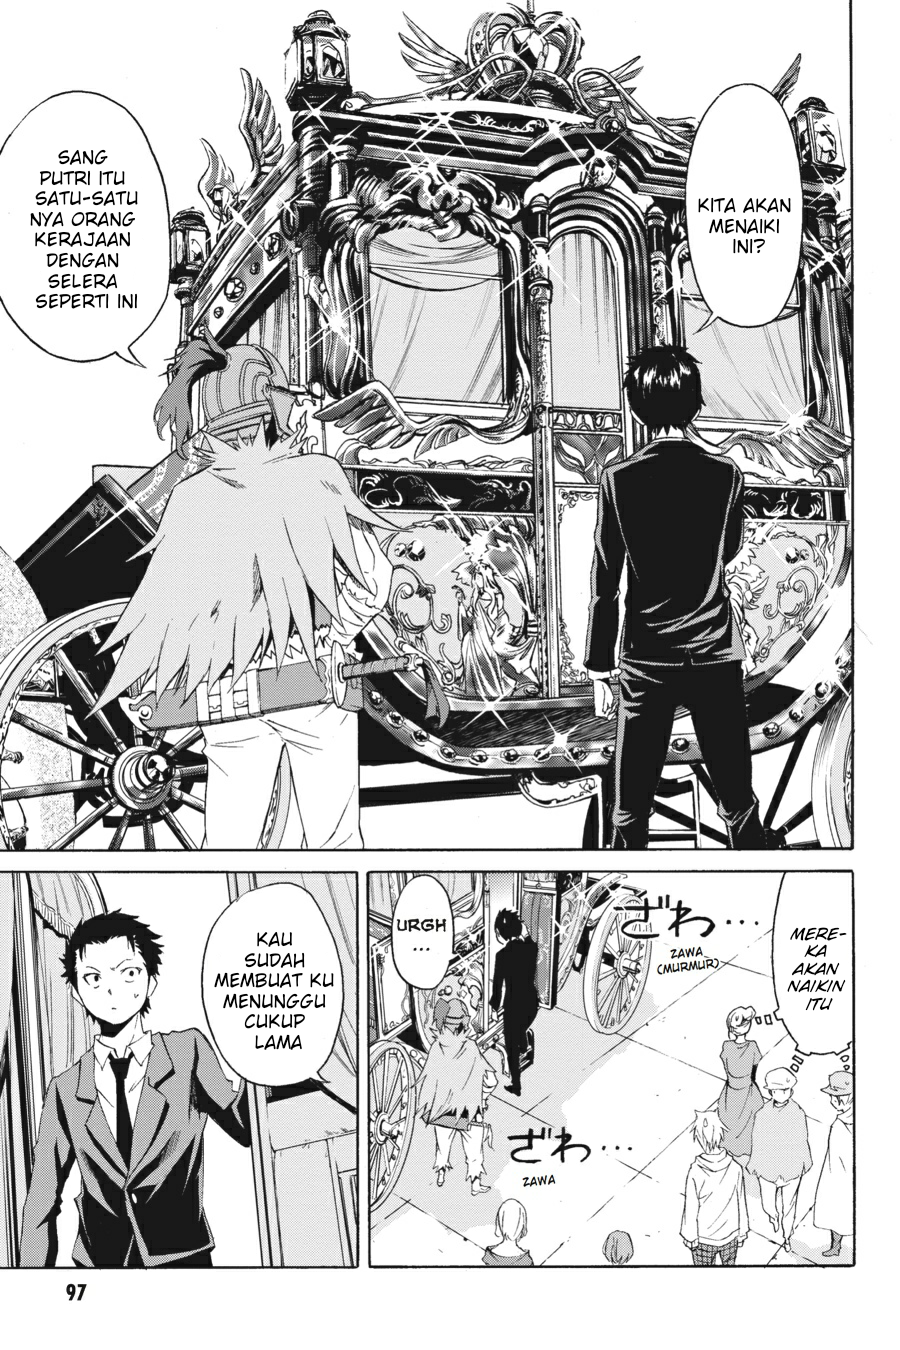 KITA AKAN
MENAIKI
INI?
SANG
PUTRI ITU
SATU-SATU
NYA ORANG
KERAJAAN
DENGAN
SELERA
SEPERTI INI
MERE-
KA
AKAN
NAIKIN
ITU
ざわ・・・
ZAWA
(MURMUR)
URGH
...
ざわ・・・
ZAWA
KAU
SUDAH
MEMBUAT KU
MENUNGGU
CUKUP
LAMA
97